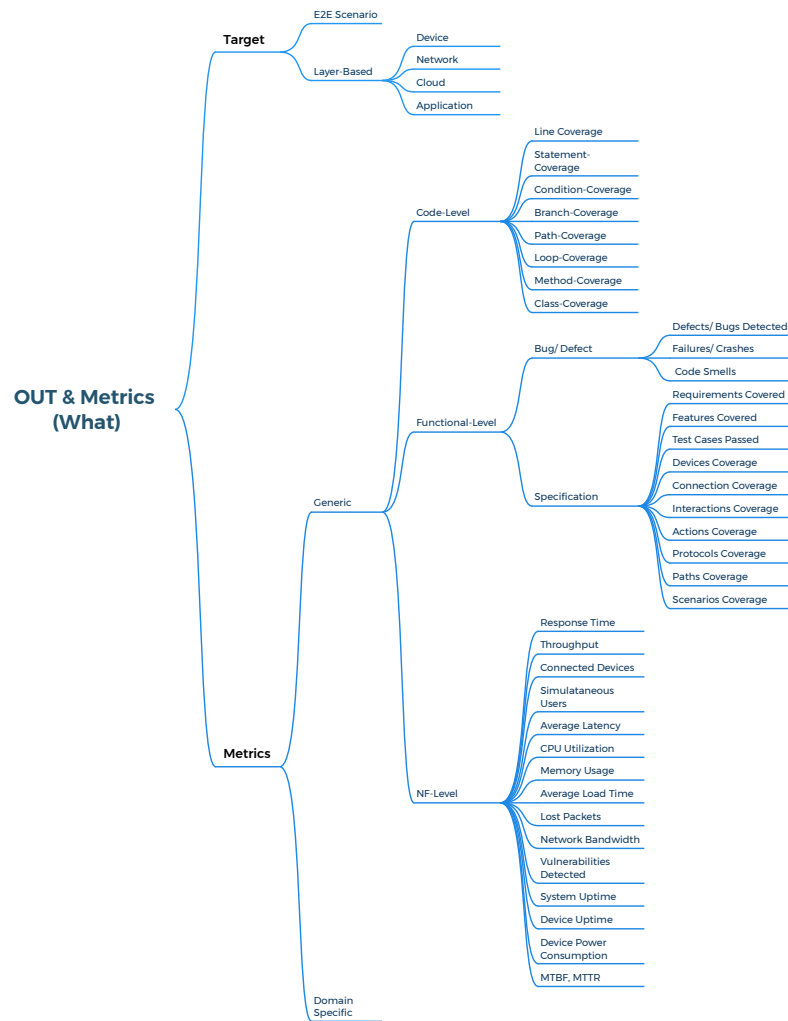 E2E Scenario
Target
Device
Network
Layer-Based
Cloud
Application
Line Coverage
Statement-
Coverage
Condition-Coverage
Code-Level
Branch-Coverage
Path-Coverage
Loop-Coverage
Method-Coverage
Class-Coverage
Defects/ Bugs Detected
Bug/ Defect
Failures/ Crashes
Code Smells
OUT & Metrics
(What)
Requirements Covered
Functional-Level
Features Covered
Test Cases Passed
Devices Coverage
Connection Coverage
Generic
Specification
Interactions Coverage
Actions Coverage
Protocols Coverage
Paths Coverage
Scenarios Coverage
Response Time
Throughput
Connected Devices
Simulataneous
Users
Average Latency
Metrics
CPU Utilization
Memory Usage
NF-Level
Average Load Time
Lost Packets
Network Bandwidth
Vulnerabilities
Detected
System Uptime
Device Uptime
Device Power
Consumption
MTBF, MTTR
Domain
Specific